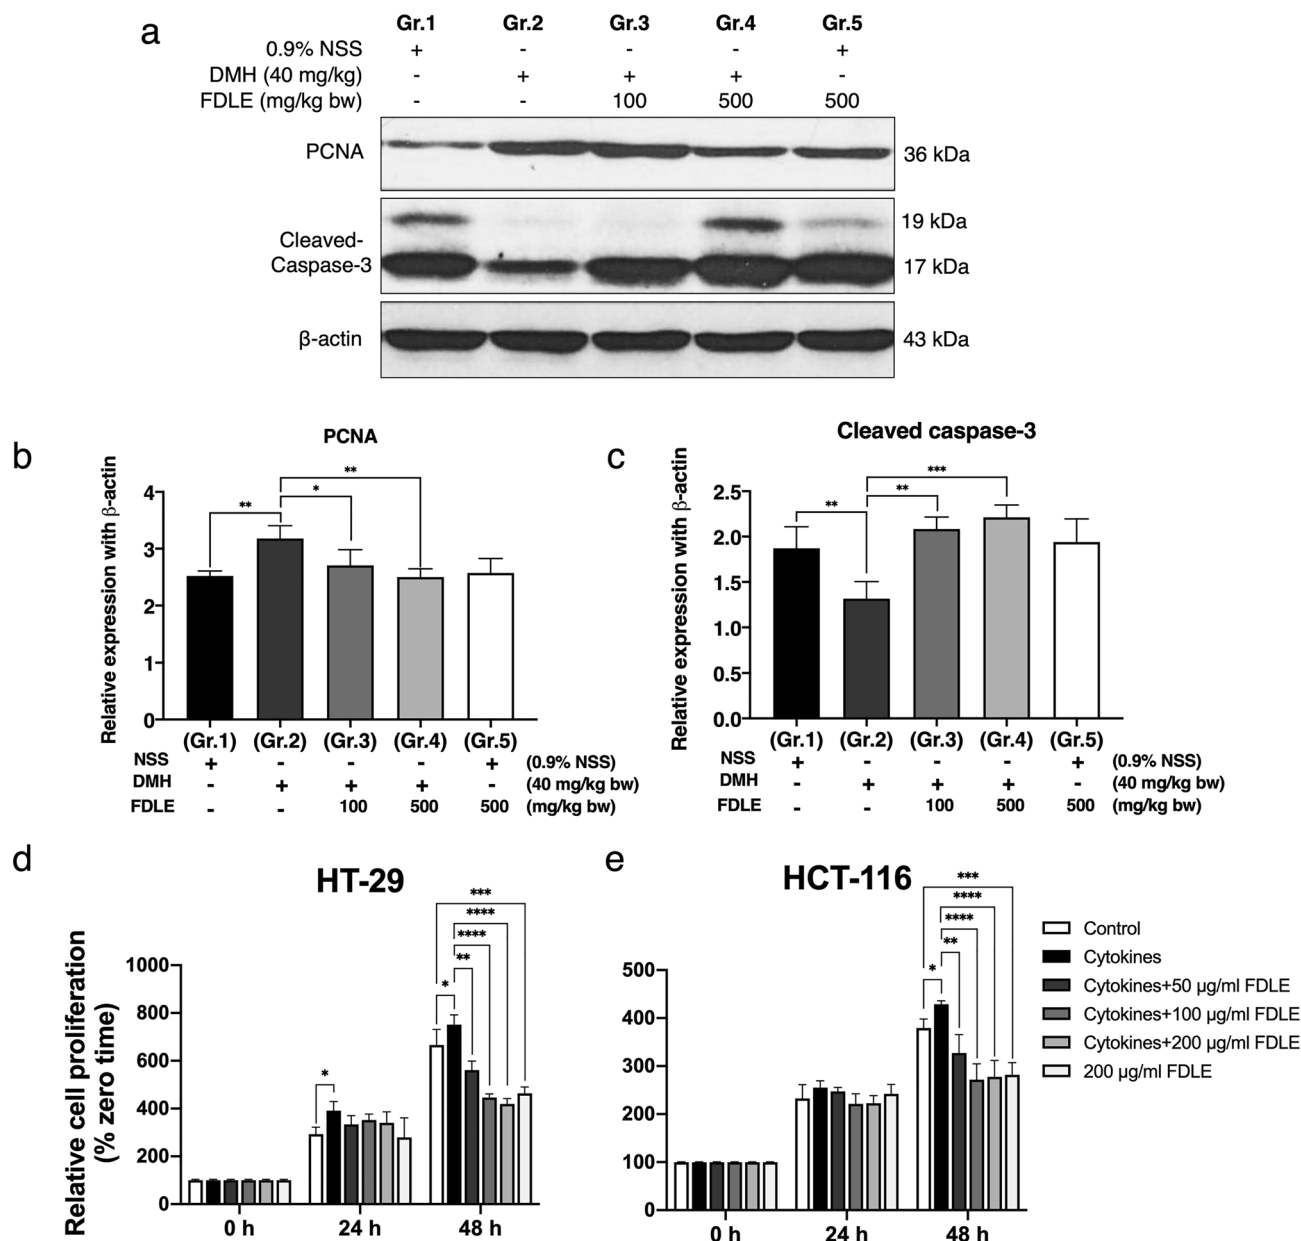 a
Gr.1 Gr.2 Gr.3 Gr.4 Gr.5
0.9% NSS + - - - +
DMH (40 mg/kg) - + + + -
FDLE (mg/kg bw) - - 100 500 500
PCNA 36 kDa
19 kDa
Cleaved-
Caspase-3 17 kDa
β-actin 43 kDa
b
PCNA
Relative expression with β-actin
4
3
2
1
0
** * **
(Gr.1) (Gr.2) (Gr.3) (Gr.4) (Gr.5)
NSS + - - - + (0.9% NSS)
DMH - + + + - (40 mg/kg bw)
FDLE - - 100 500 500 (mg/kg bw)
c
Cleaved caspase-3
Relative expression with β-actin
2.5
2.0
1.5
1.0
0.5
0.0
** ** ***
(Gr.1) (Gr.2) (Gr.3) (Gr.4) (Gr.5)
NSS + - - - + (0.9% NSS)
DMH - + + + - (40 mg/kg bw)
FDLE - - 100 500 500 (mg/kg bw)
d
HT-29
Relative cell proliferation
(% zero time)
1000
800
600
400
200
0
*
***
****
****
**
*
0 h 24 h 48 h
e
HCT-116
500
400
300
200
100
0
***
****
****
**
*
0 h 24 h 48 h
Control
Cytokines
Cytokines+50 µg/ml FDLE
Cytokines+100 µg/ml FDLE
Cytokines+200 µg/ml FDLE
200 µg/ml FDLE